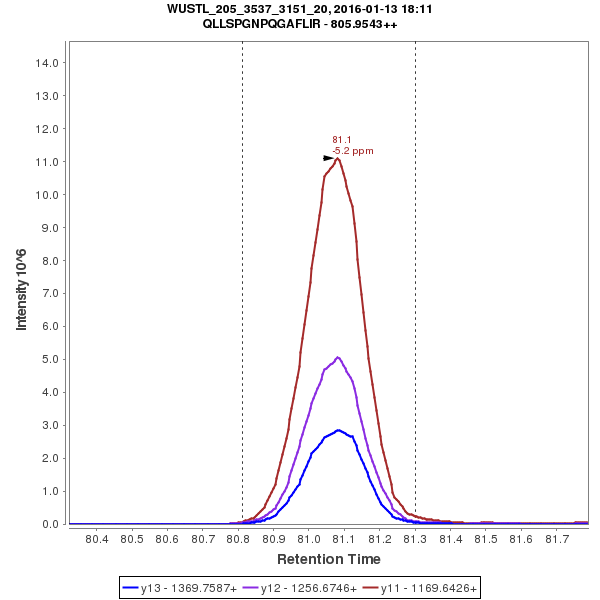 WUSTL_205_3537_3151_20, 2016-01-13 18:11
QLLSPGNPQGAFLIR - 805.9543++
14.0
13.0
12.0
11.0
10.0
9.0
8.0
7.0
6.0
5.0
4.0
3.0
2.0
1.0
0.0
Intensity 10^6
81.1
-5.2 ppm
80.4 80.5 80.6 80.7 80.8 80.9 81.0 81.1 81.2 81.3 81.4 81.5 81.6 81.7
Retention Time
y13 - 1369.7587+ y12 - 1256.6746+ y11 - 1169.6426+